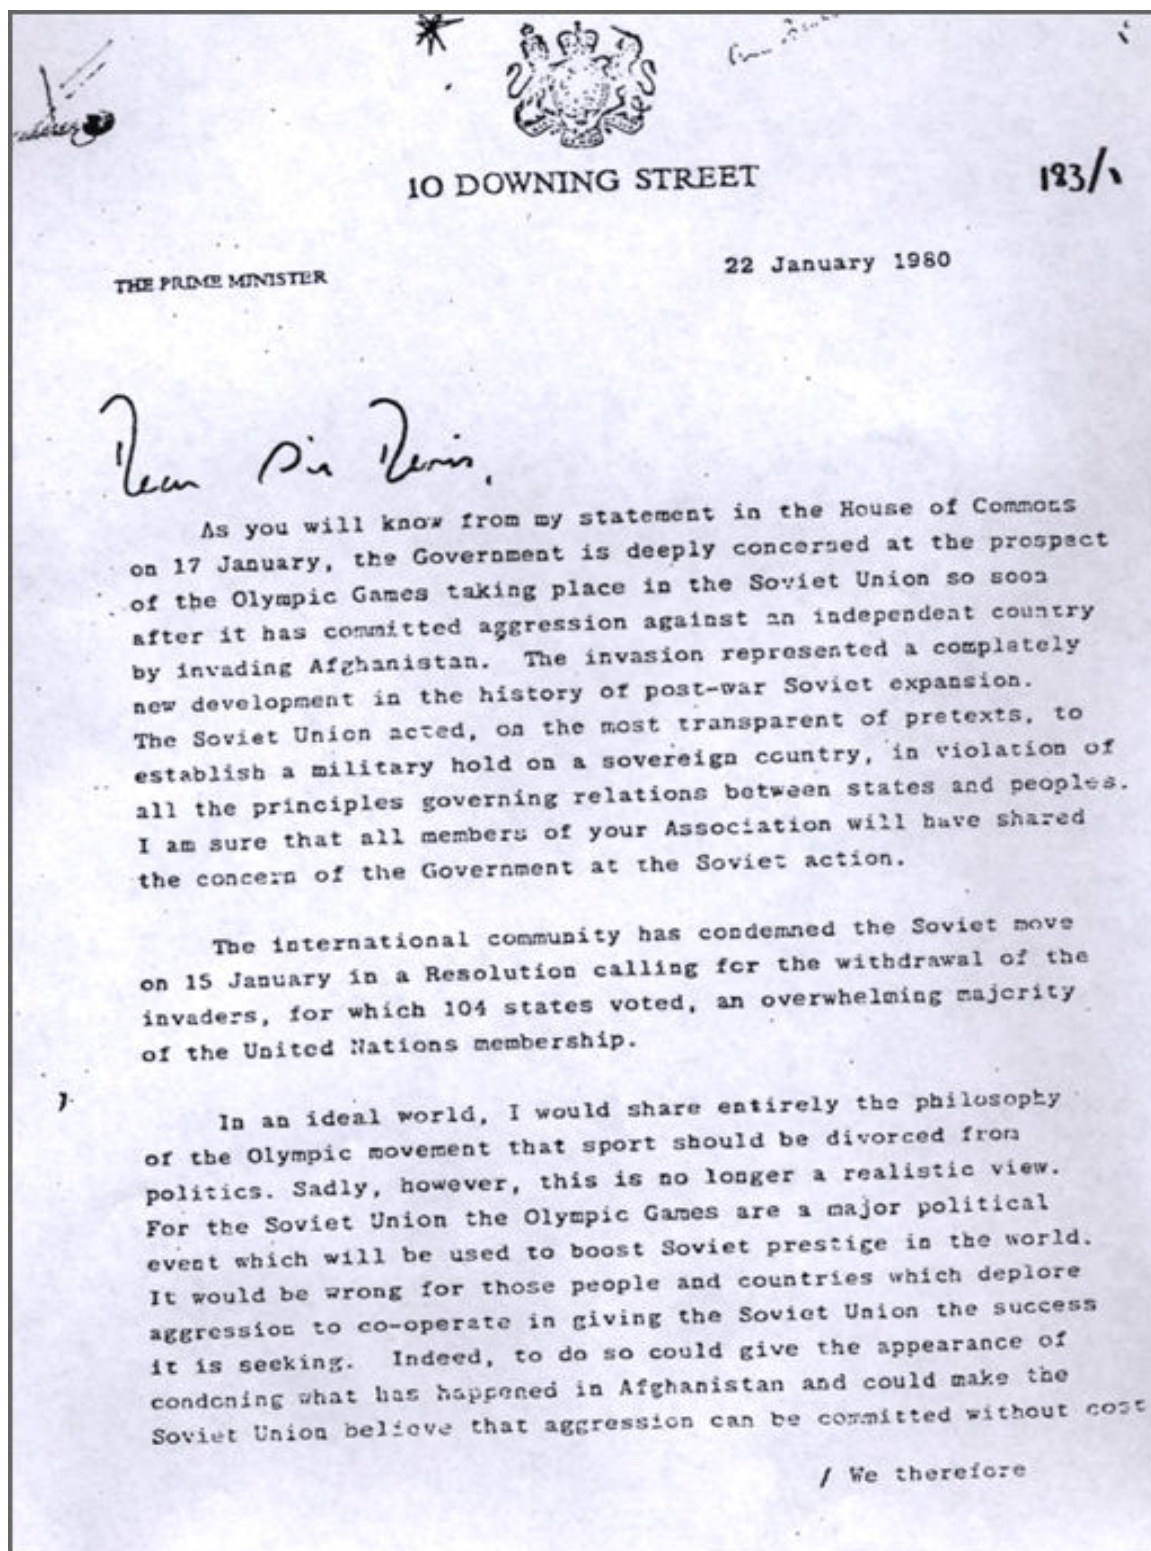 10 DOWNING STREET
183/1
THE PRIME MINISTER
22 January 1980
Dear Sir Denis,
As you will know from my statement in the House of Commons
on 17 January, the Government is deeply concerned at the prospect
of the Olympic Games taking place in the Soviet Union so soon
after it has committed aggression against an independent country
by invading Afghanistan. The invasion represented a completely
new development in the history of post-war Soviet expansion.
The Soviet Union acted, on the most transparent of pretexts, to
establish a military hold on a sovereign country, in violation of
all the principles governing relations between states and peoples.
I am sure that all members of your Association will have shared
the concern of the Government at the Soviet action.
The international community has condemned the Soviet move
on 15 January in a Resolution calling for the withdrawal of the
invaders, for which 104 states voted, an overwhelming majority
of the United Nations membership.
In an ideal world, I would share entirely the philosophy
of the Olympic movement that sport should be divorced from
politics. Sadly, however, this is no longer a realistic view.
For the Soviet Union the Olympic Games are a major political
event which will be used to boost Soviet prestige in the world.
It would be wrong for those people and countries which deplore
aggression to co-operate in giving the Soviet Union the success
it is seeking. Indeed, to do so could give the appearance of
condoning what has happened in Afghanistan and could make the
Soviet Union believe that aggression can be committed without cost
/ We therefore